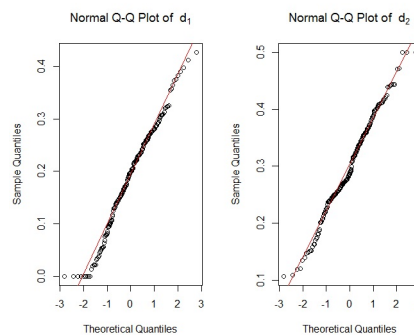 Normal Q-Q Plot of d₁
Sample Quantiles
0.0 0.1 0.2 0.3 0.4
-3 -2 -1 0 1 2 3
Theoretical Quantiles
Normal Q-Q Plot of d₂
Sample Quantiles
0.1 0.2 0.3 0.4 0.5
-3 -2 -1 0 1 2
Theoretical Quantiles